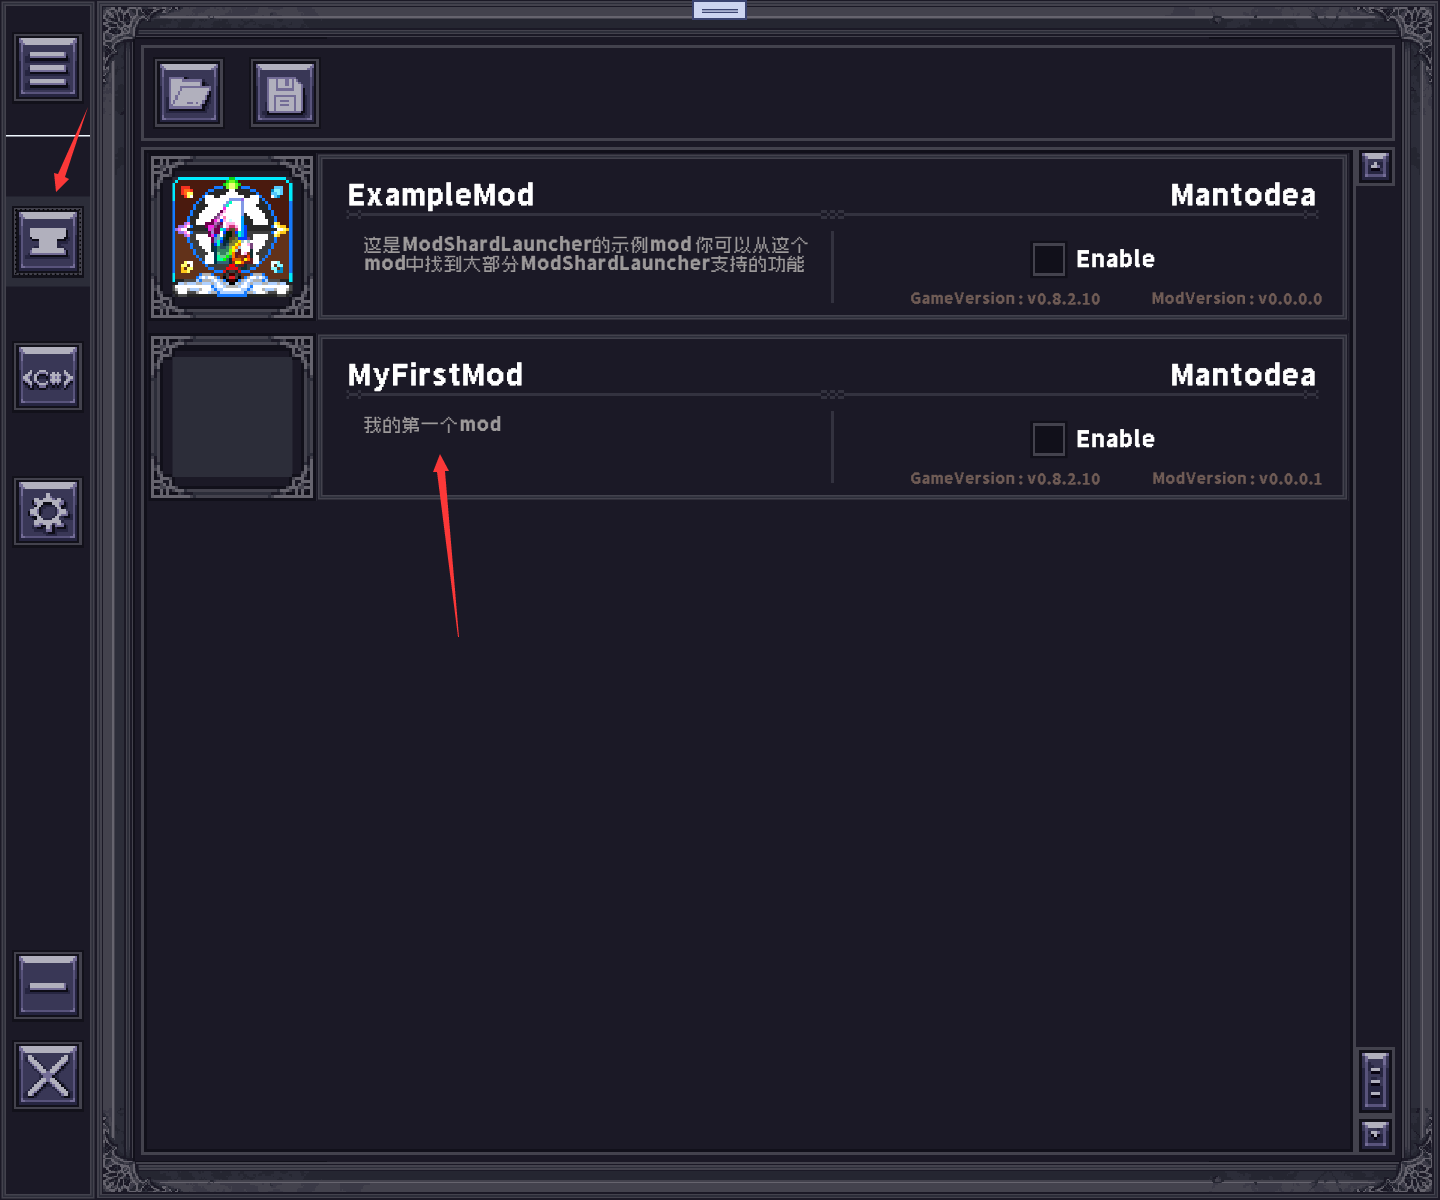 <C#>
ExampleMod
Mantodea
这是ModShardLauncher的示例mod 你可以从这个
mod中找到大部分ModShardLauncher支持的功能
Enable
GameVersion : v0.8.2.10
ModVersion : v0.0.0.0
MyFirstMod
Mantodea
我的第一个mod
Enable
GameVersion : v0.8.2.10
ModVersion : v0.0.0.1